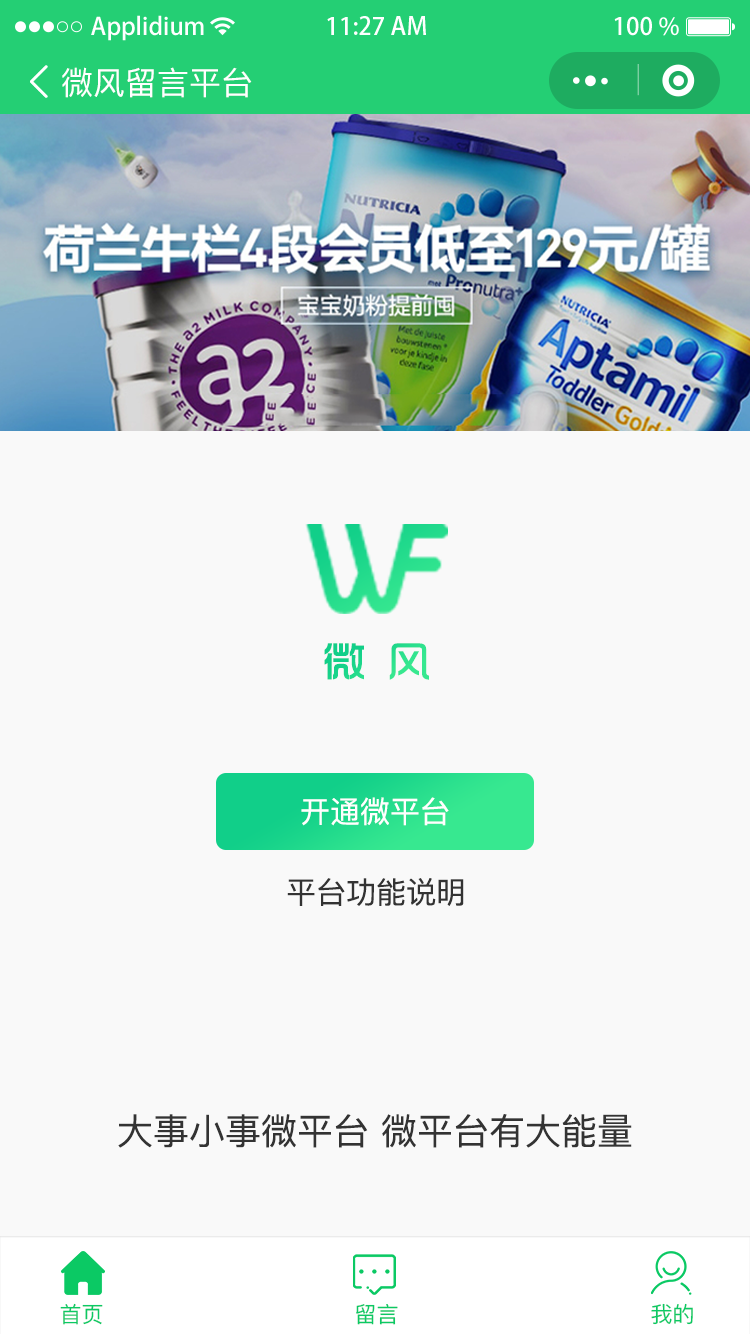 Applidium 11:27 AM 100 %
微风留言平台
NUTRICIA
荷兰牛栏4段会员低至129元/罐
Pronutra+
宝宝奶粉提前囤
NUTRICIA
THE a2 MILK COMPANY
Met de juiste
bouwstenen
voor je kindje in
deze fase
a2
Aptamil
Toddler Gold+
WF
微风
开通微平台
平台功能说明
大事小事微平台 微平台有大能量
首页 留言 我的